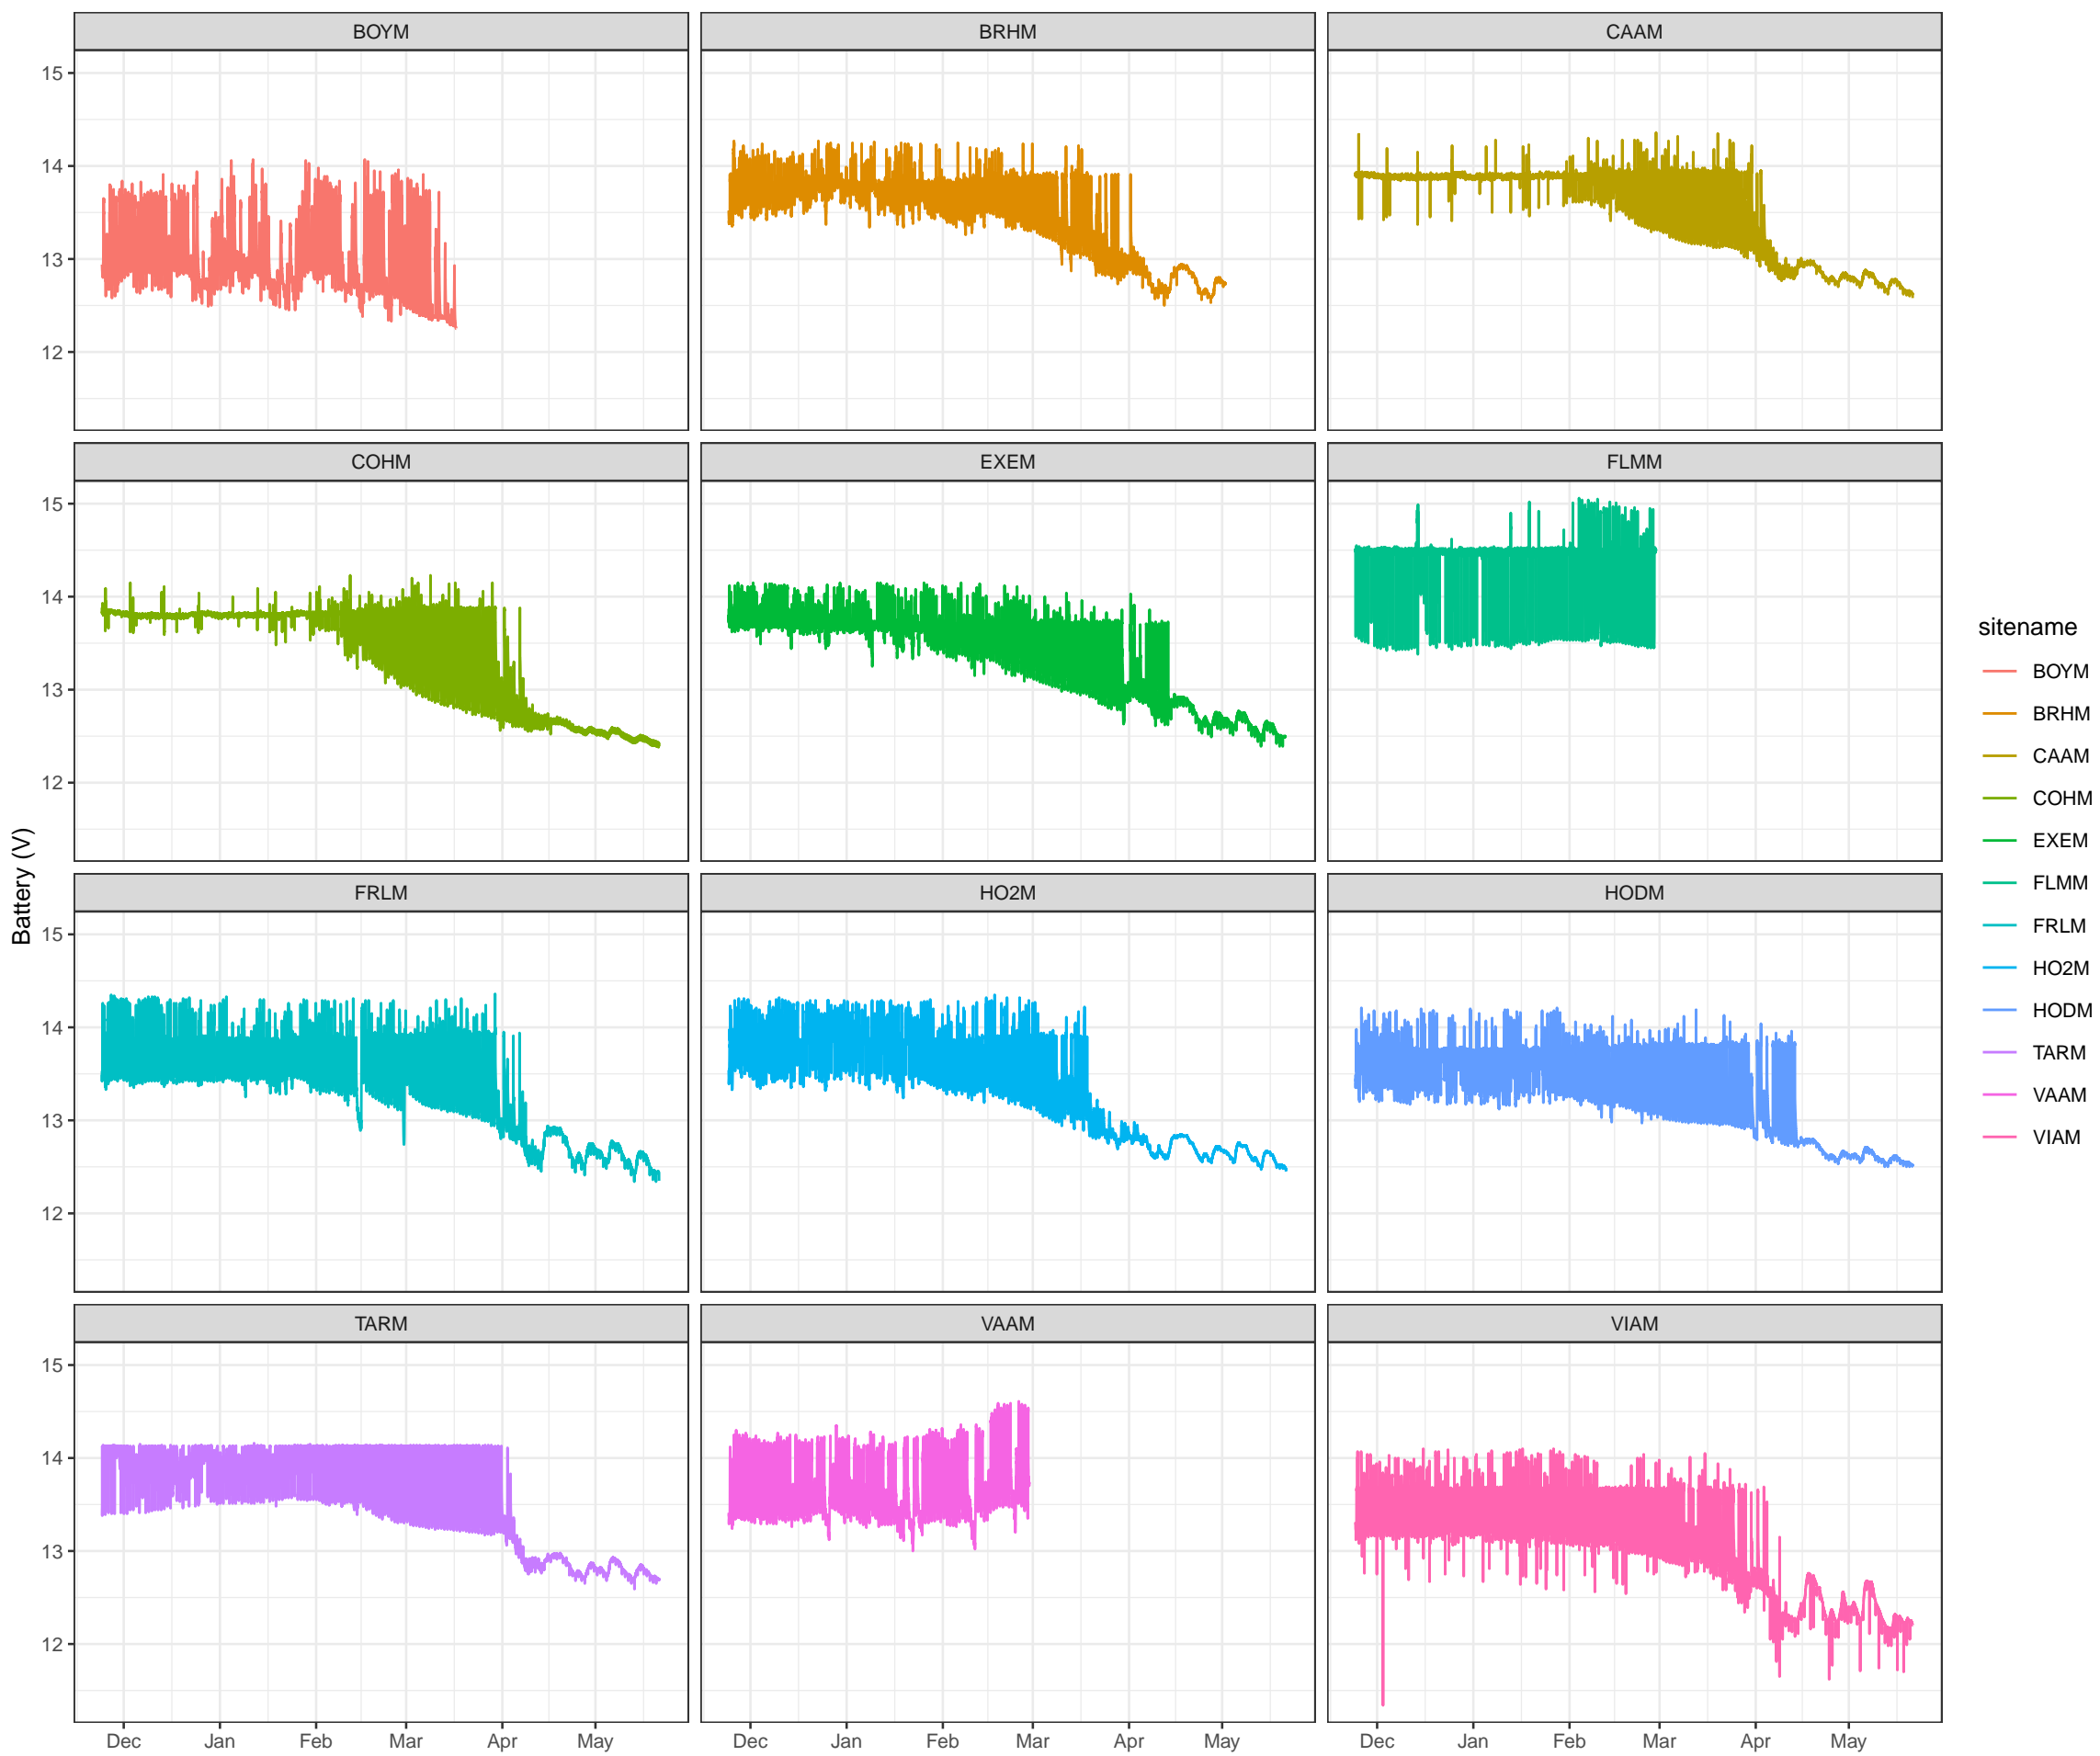 BOYM BRHM CAAM
15
14
13
12
COHM EXEM FLMM
15
14
13
12
FRLM HO2M HODM
15
14
13
12
TARM VAAM VIAM
15
14
13
12
Dec Jan Feb Mar Apr May Dec Jan Feb Mar Apr May Dec Jan Feb Mar Apr May
Battery (V)
sitename
BOYM
BRHM
CAAM
COHM
EXEM
FLMM
FRLM
HO2M
HODM
TARM
VAAM
VIAM